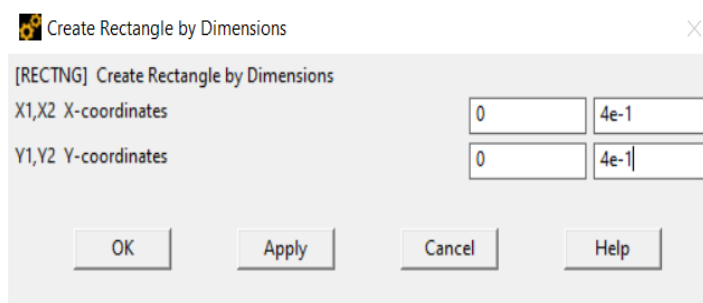 Create Rectangle by Dimensions
[RECTNG] Create Rectangle by Dimensions
X1,X2 X-coordinates 0 4e-1
Y1,Y2 Y-coordinates 0 4e-1
OK Apply Cancel Help